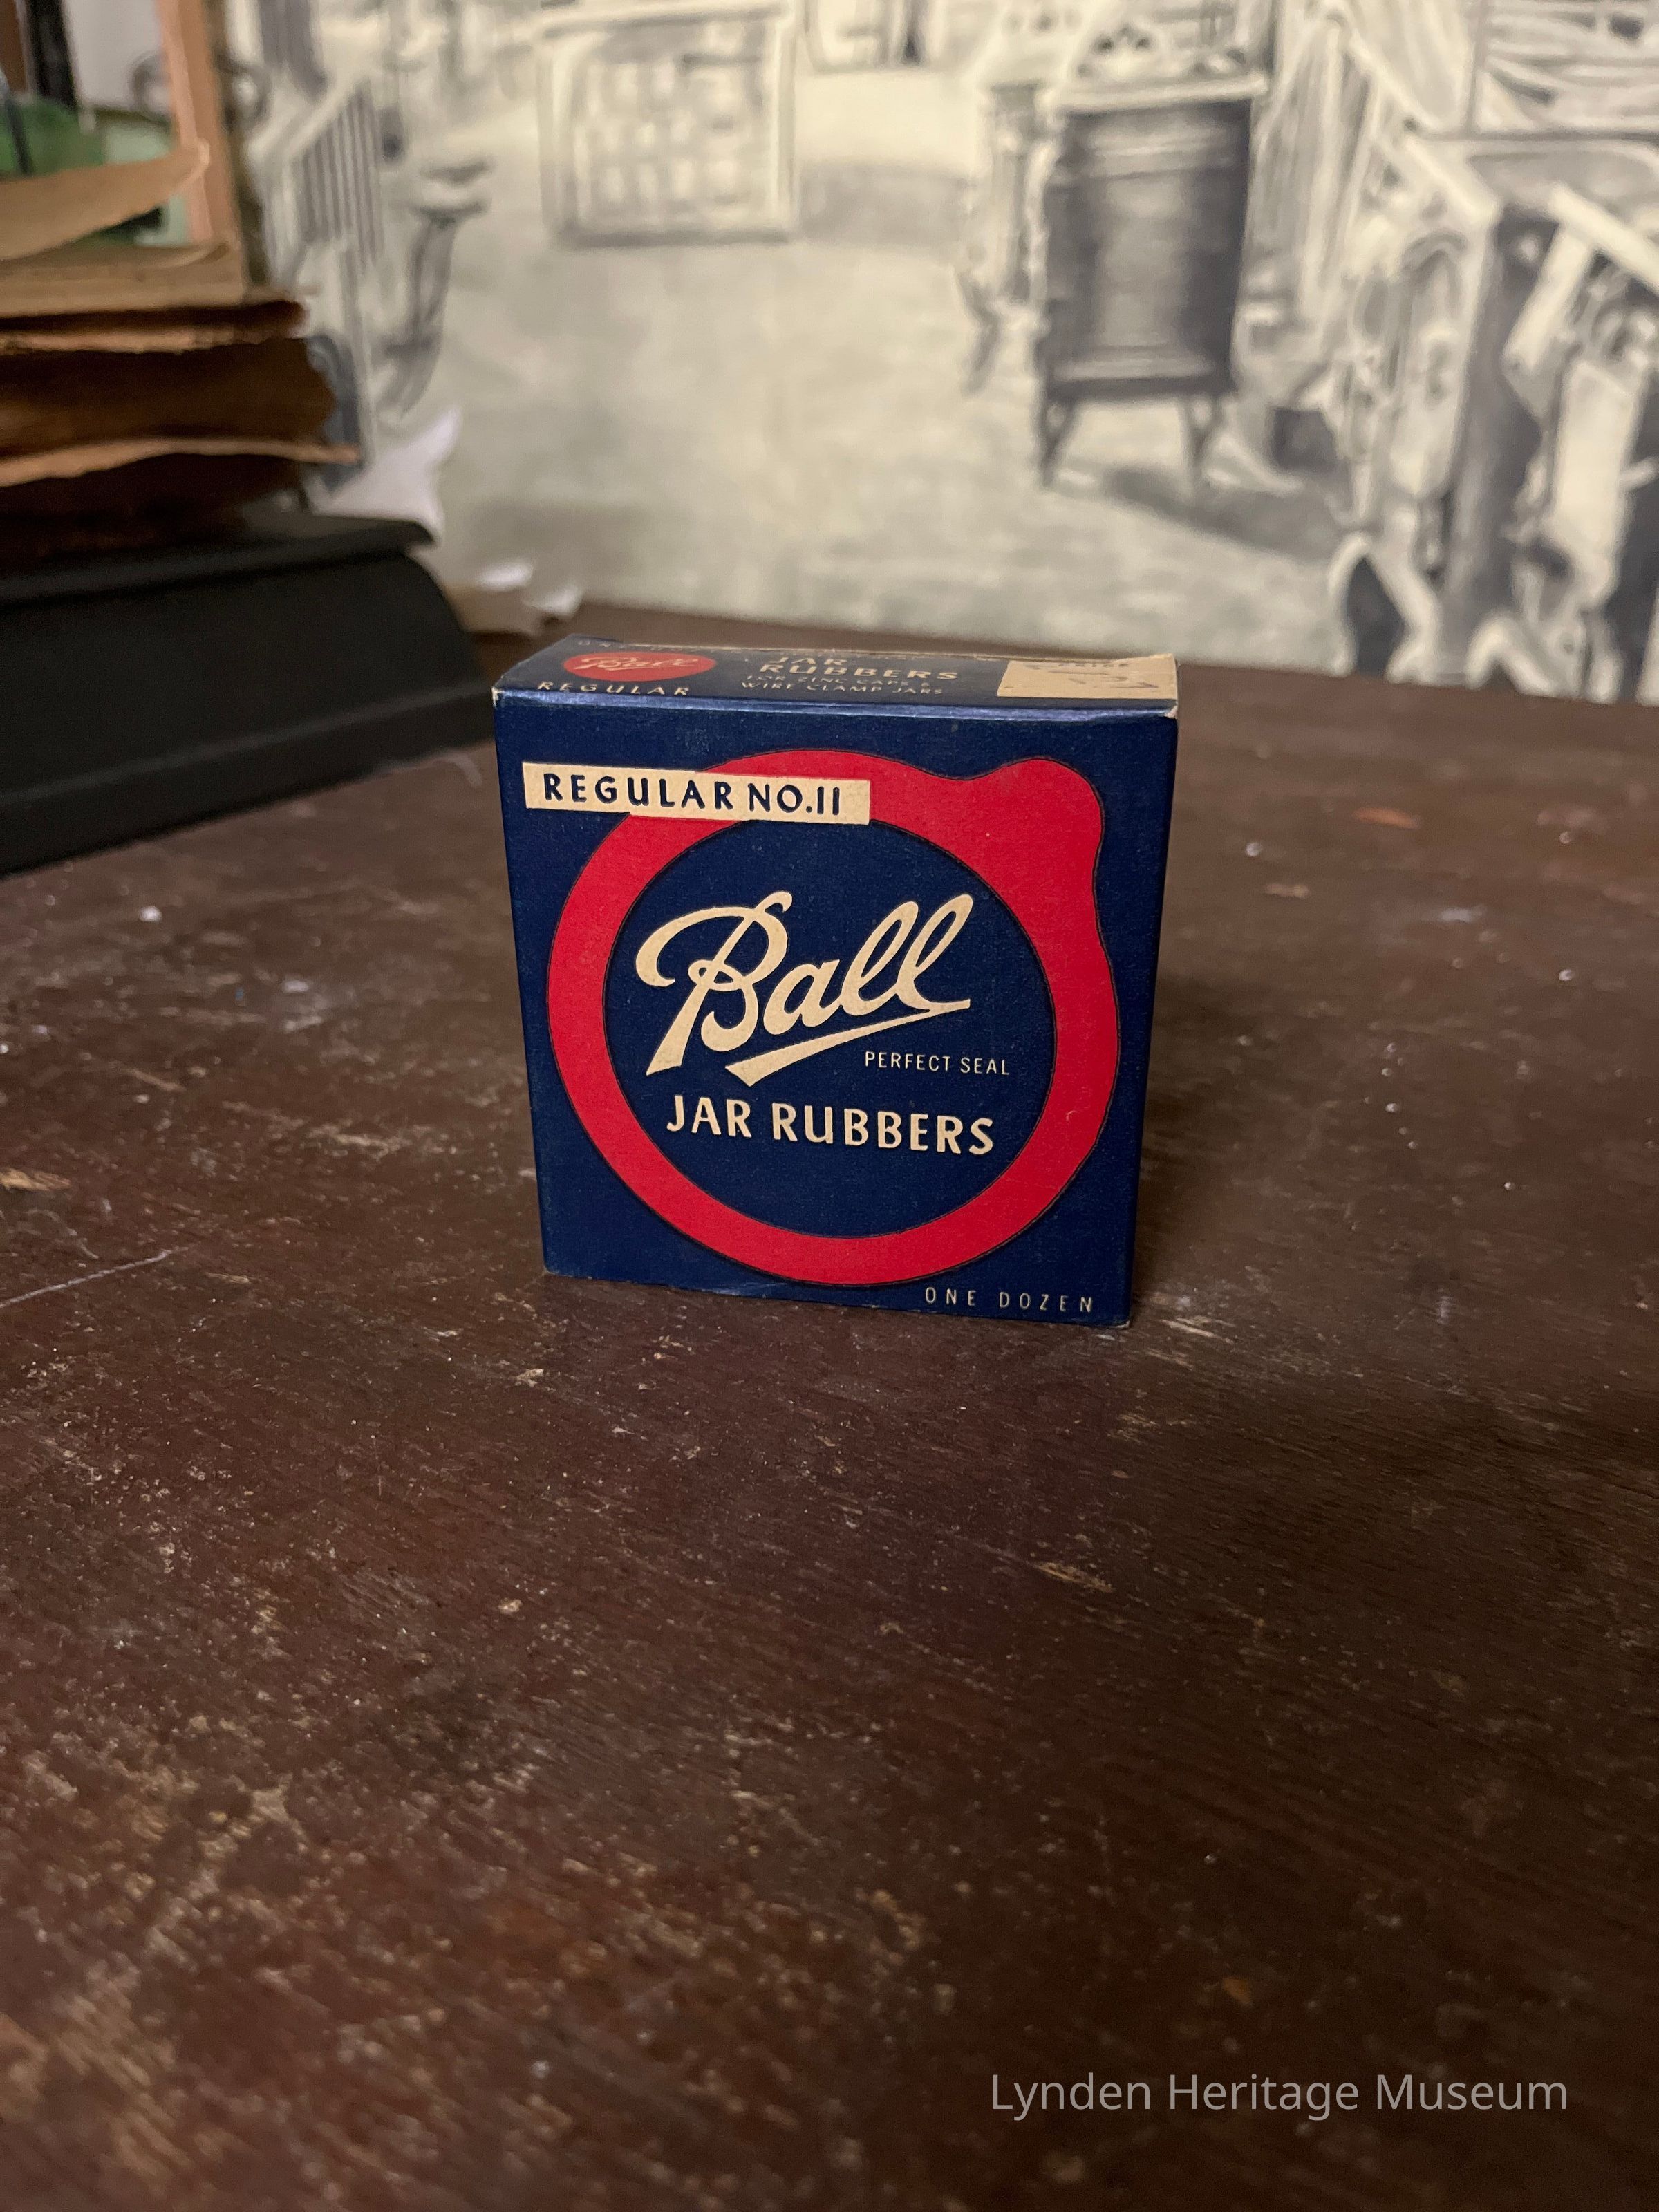 Ball
REGULAR
JAR
RUBBERS
FOR ZINC CAPS &
WIRE CLAMP JARS
PRICE
REGULAR NO.11
Ball
PERFECT SEAL
JAR RUBBERS
ONE DOZEN
Lynden Heritage Museum